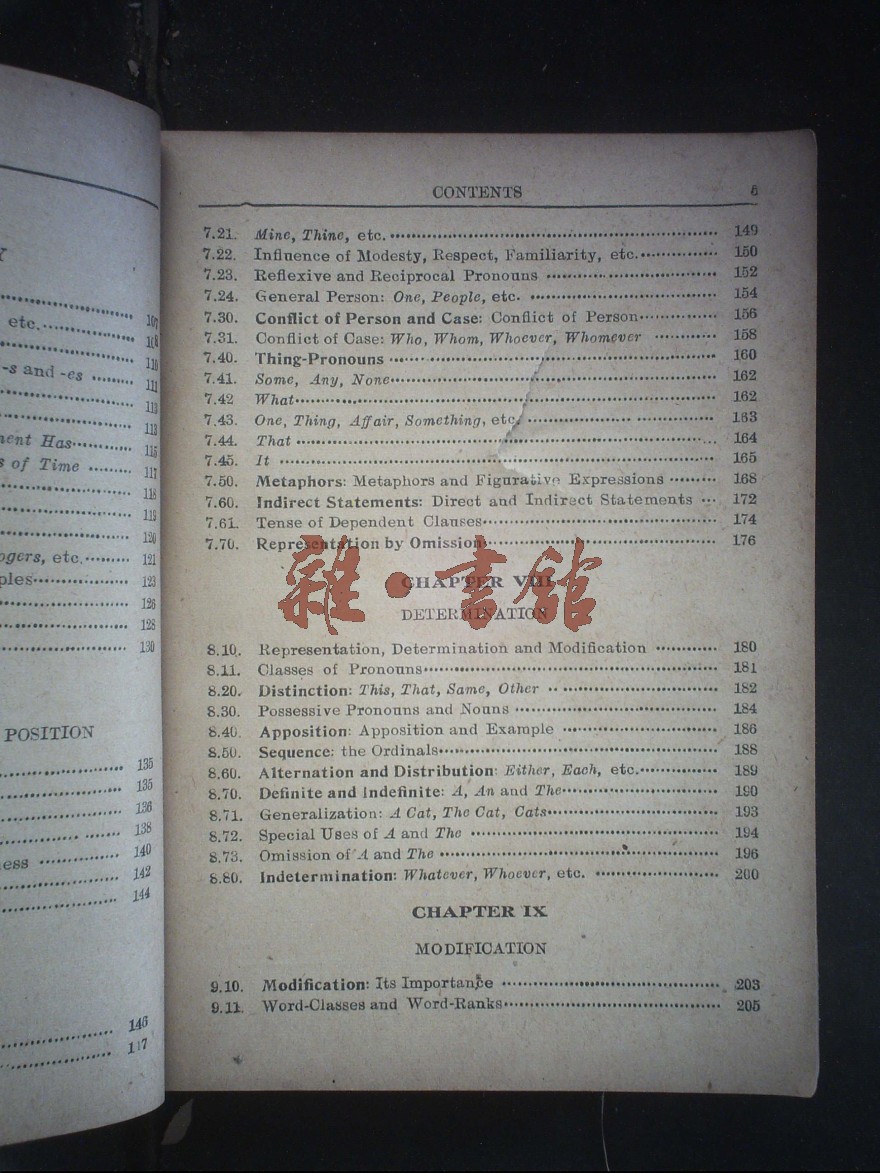 107
etc. 108
110
-s and -es 111
113
113
ent Has 115
s of Time 117
118
119
120
ogers, etc. 121
ples 123
126
128
130
POSITION
135
135
136
138
ess 140
142
144
146
CONTENTS 5
7.21. Mine, Thine, etc. 149
7.22. Influence of Modesty, Respect, Familiarity, etc. 150
7.23. Reflexive and Reciprocal Pronouns 152
7.24. General Person: One, People, etc. 154
7.30. Conflict of Person and Case: Conflict of Person 156
7.31. Conflict of Case: Who, Whom, Whoever, Whomever 158
7.40. Thing-Pronouns 160
7.41. Some, Any, None 162
7.42 What 162
7.43. One, Thing, Affair, Something, etc. 163
7.44. That 164
7.45. It 165
7.50. Metaphors: Metaphors and Figurative Expressions 168
7.60. Indirect Statements: Direct and Indirect Statements 172
7.61. Tense of Dependent Clauses 174
7.70. Representation by Omission 176
CHAPTER VIII
雜·書館
DETERMINATION
8.10. Representation, Determination and Modification 180
8.11. Classes of Pronouns 181
8.20. Distinction: This, That, Same, Other 182
8.30. Possessive Pronouns and Nouns 184
8.40. Apposition: Apposition and Example 186
8.50. Sequence: the Ordinals 188
8.60. Alternation and Distribution: Either, Each, etc. 189
8.70. Definite and Indefinite: A, An and The 190
8.71. Generalization: A Cat, The Cat, Cats 193
8.72. Special Uses of A and The 194
8.73. Omission of A and The 196
8.80. Indetermination: Whatever, Whoever, etc. 200
CHAPTER IX
MODIFICATION
9.10. Modification: Its Importance 203
9.11. Word-Classes and Word-Ranks 205